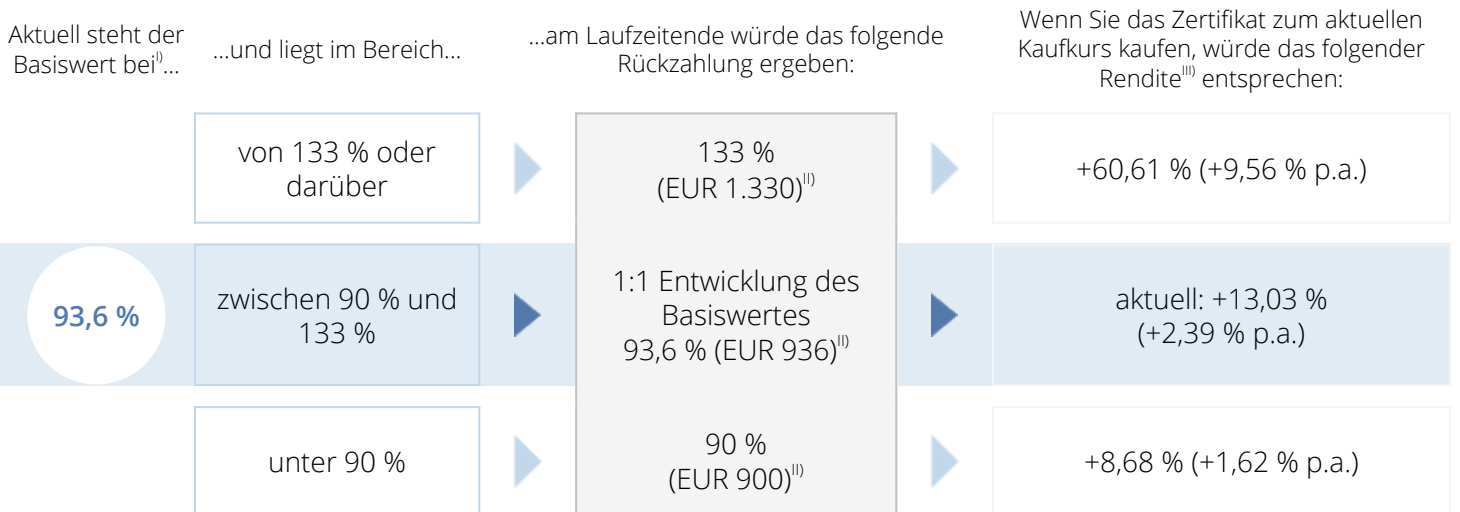 Aktuell steht der
Basiswert bei^I)...
...und liegt im Bereich...
...am Laufzeitende würde das folgende
Rückzahlung ergeben:
Wenn Sie das Zertifikat zum aktuellen
Kaufkurs kaufen, würde das folgender
Rendite^III) entsprechen:
von 133 % oder
darüber
133 %
(EUR 1.330)^II)
+60,61 % (+9,56 % p.a.)
93,6 %
zwischen 90 % und
133 %
1:1 Entwicklung des
Basiswertes
93,6 % (EUR 936)^II)
aktuell: +13,03 %
(+2,39 % p.a.)
unter 90 %
90 %
(EUR 900)^II)
+8,68 % (+1,62 % p.a.)